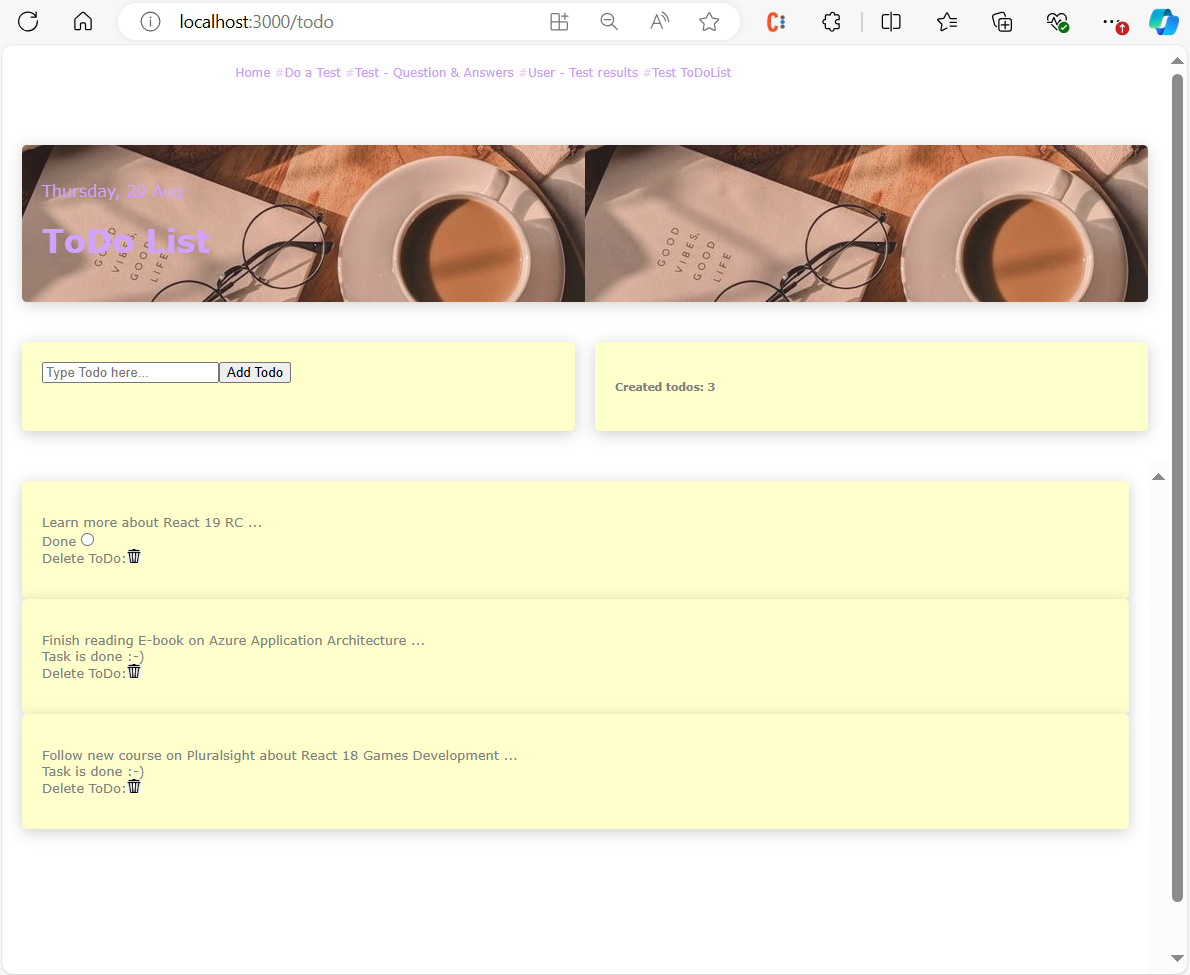 localhost:3000/todo
Home #Do a Test #Test - Question & Answers #User - Test results #Test ToDoList
Thursday, 29 Aug
ToDo List
GOOD
VIBES,
GOOD
LIFE
GOOD
VIBES,
GOOD
LIFE
Type Todo here...
Add Todo
Created todos: 3
Learn more about React 19 RC ...
Done
Delete ToDo:
Finish reading E-book on Azure Application Architecture ...
Task is done :-)
Delete ToDo:
Follow new course on Pluralsight about React 18 Games Development ...
Task is done :-)
Delete ToDo: